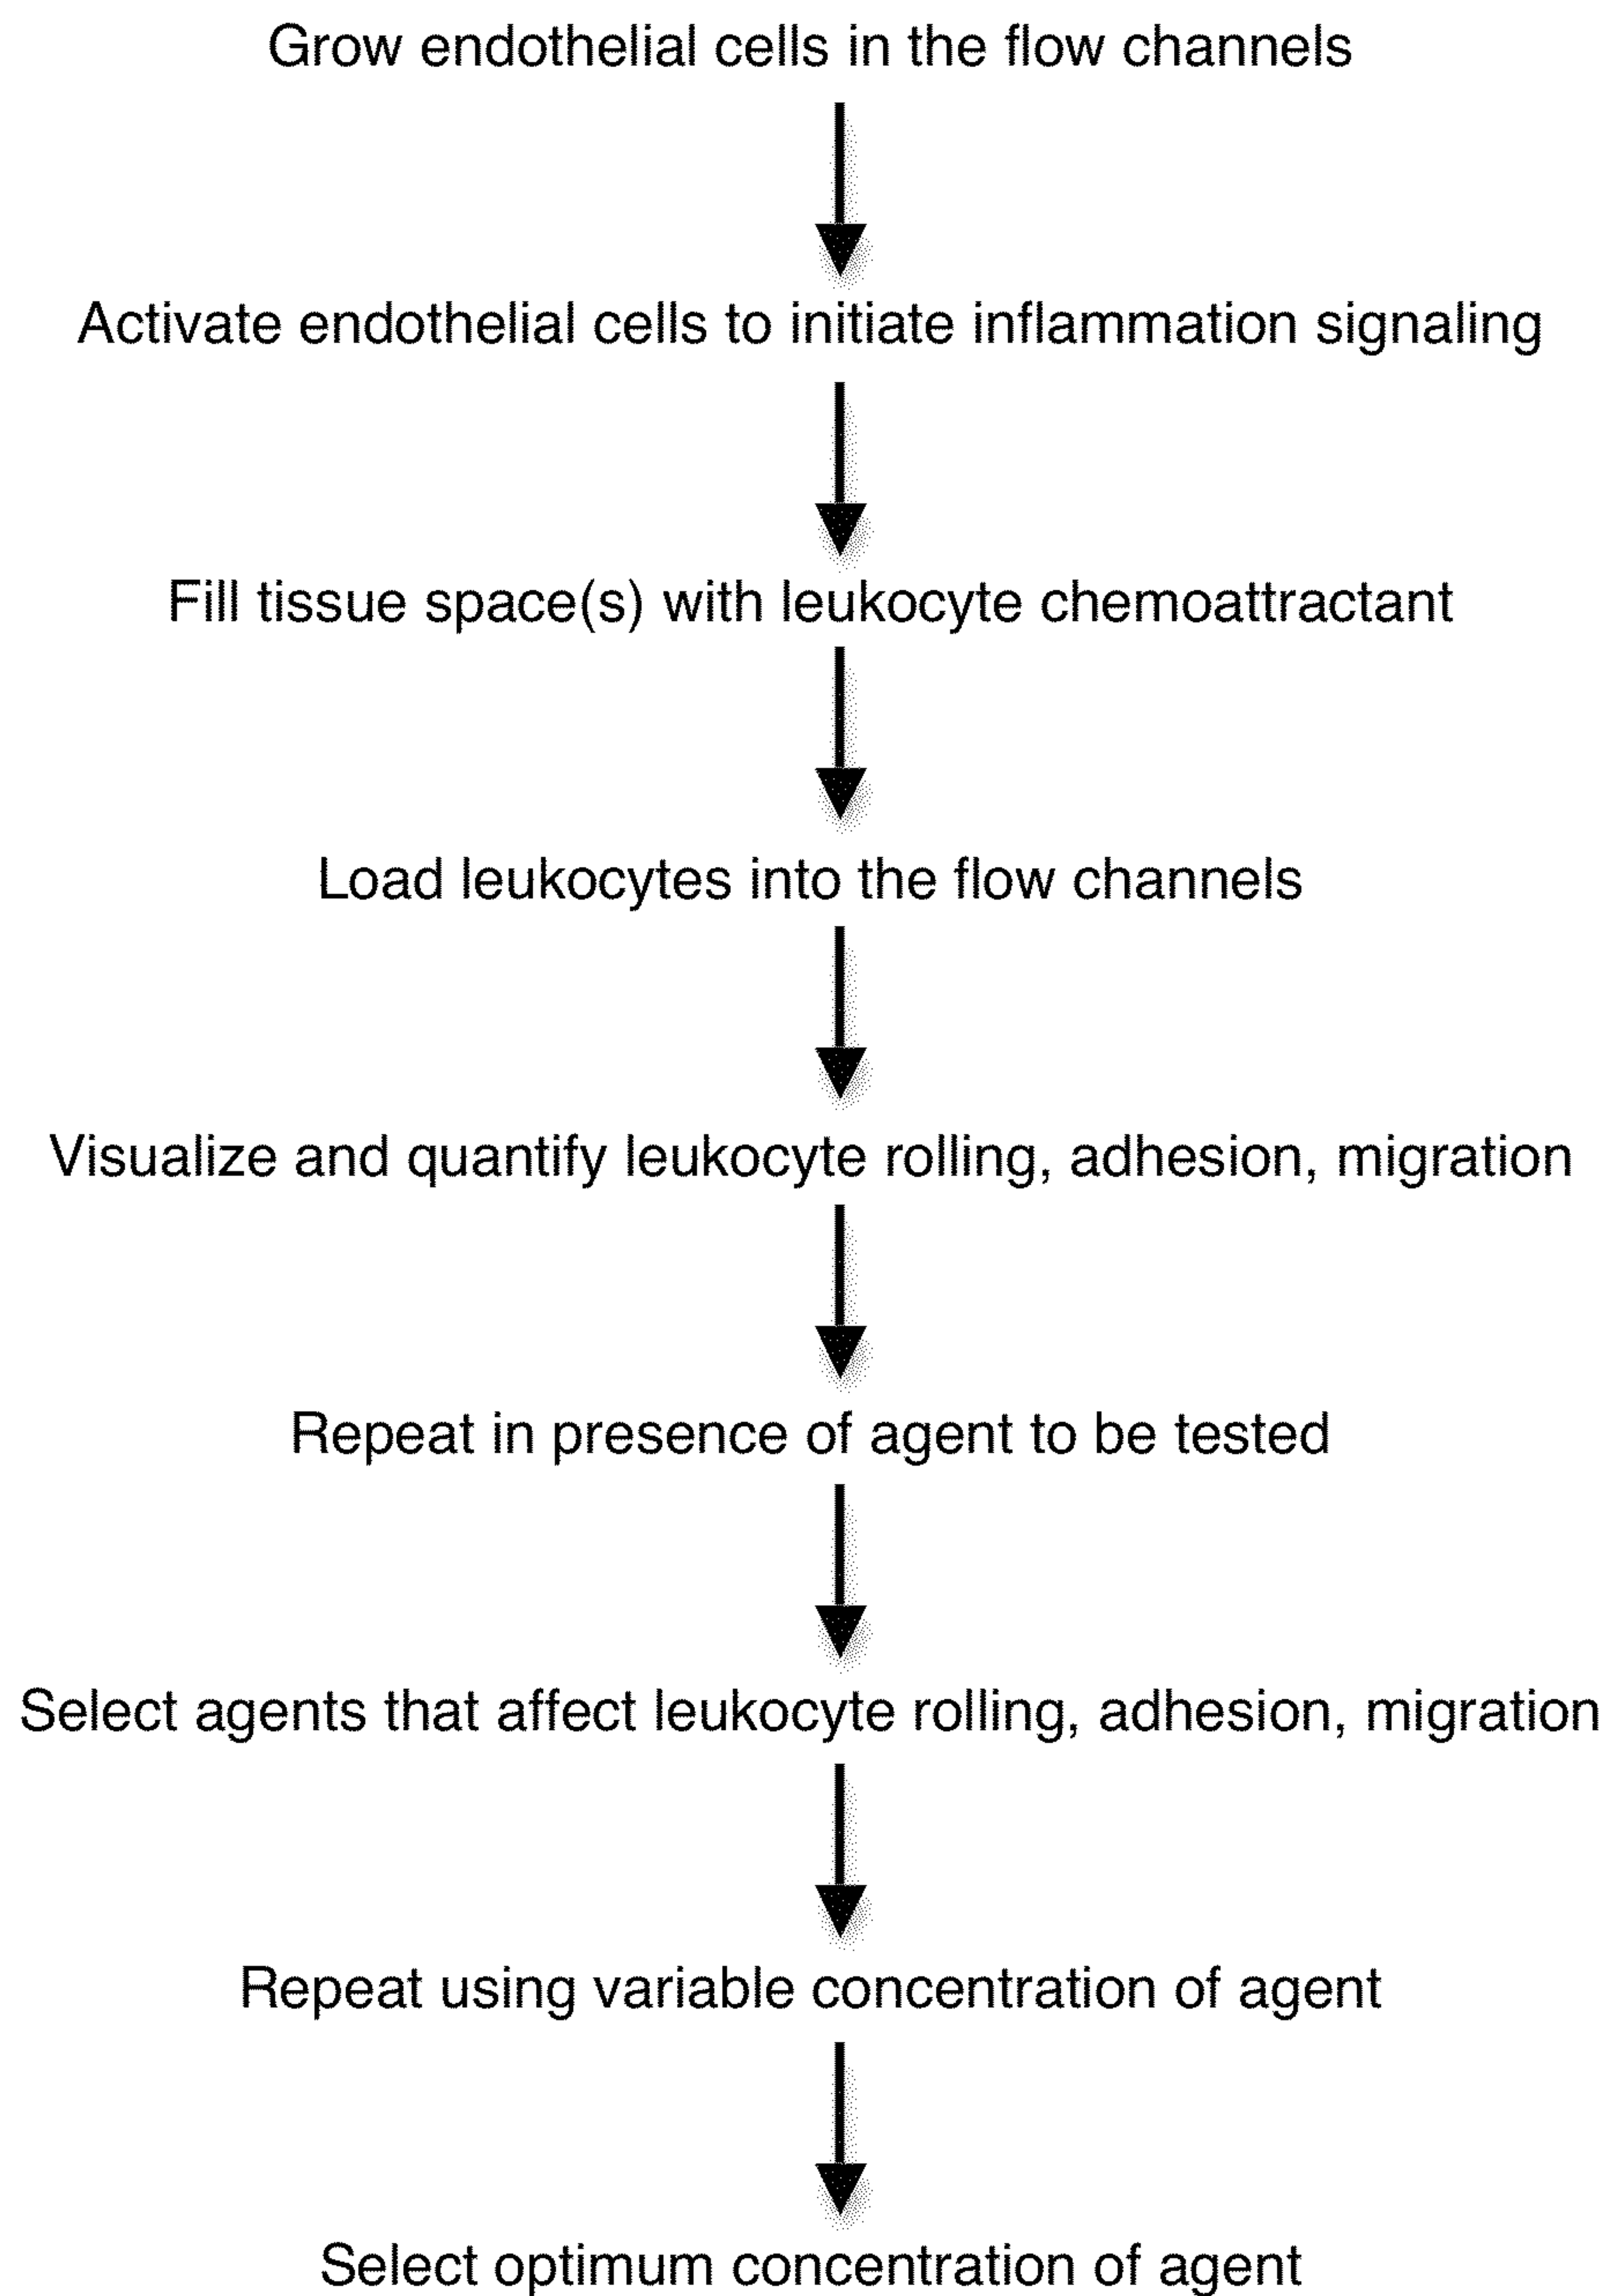 Grow endothelial cells in the flow channels
Activate endothelial cells to initiate inflammation signaling
Fill tissue space(s) with leukocyte chemoattractant
Load leukocytes into the flow channels
Visualize and quantify leukocyte rolling, adhesion, migration
Repeat in presence of agent to be tested
Select agents that affect leukocyte rolling, adhesion, migration
Repeat using variable concentration of agent
Select optimum concentration of agent